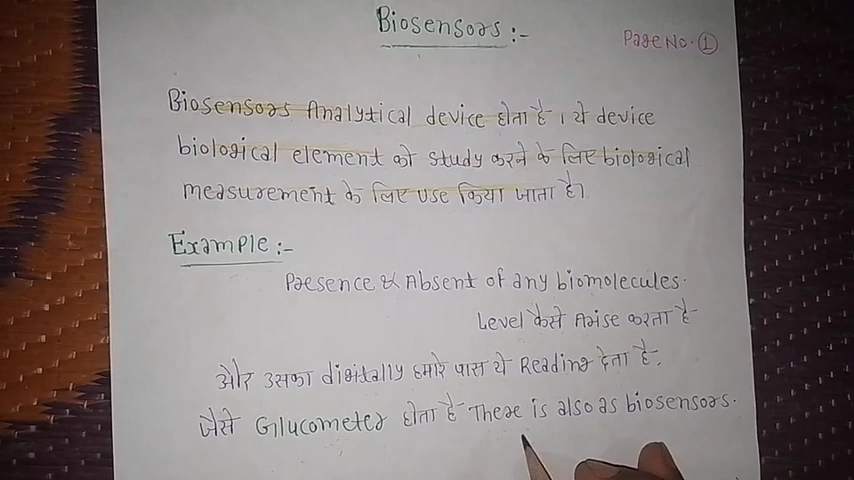 Biosensors :-
Page No. 1
Biosensors Analytical device होता है। ये device
biological element को study करने के लिए biological
measurement के लिए use किया जाता है।
Example :-
Presence & Absent of any biomolecules.
Level कैसे Arise करता है
और उसका digitally हमारे पास ये Reading देता है.
जैसे Glucometer होता है There is also as biosensors.